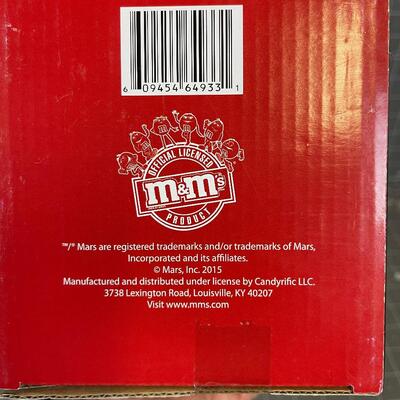 6 09454 64933 1
OFFICIAL LICENSED
m&m's
PRODUCT
™/® Mars are registered trademarks and/or trademarks of Mars,
Incorporated and its affiliates.
© Mars, Inc. 2015
Manufactured and distributed under license by Candyrific LLC.
3738 Lexington Road, Louisville, KY 40207
Visit www.mms.com